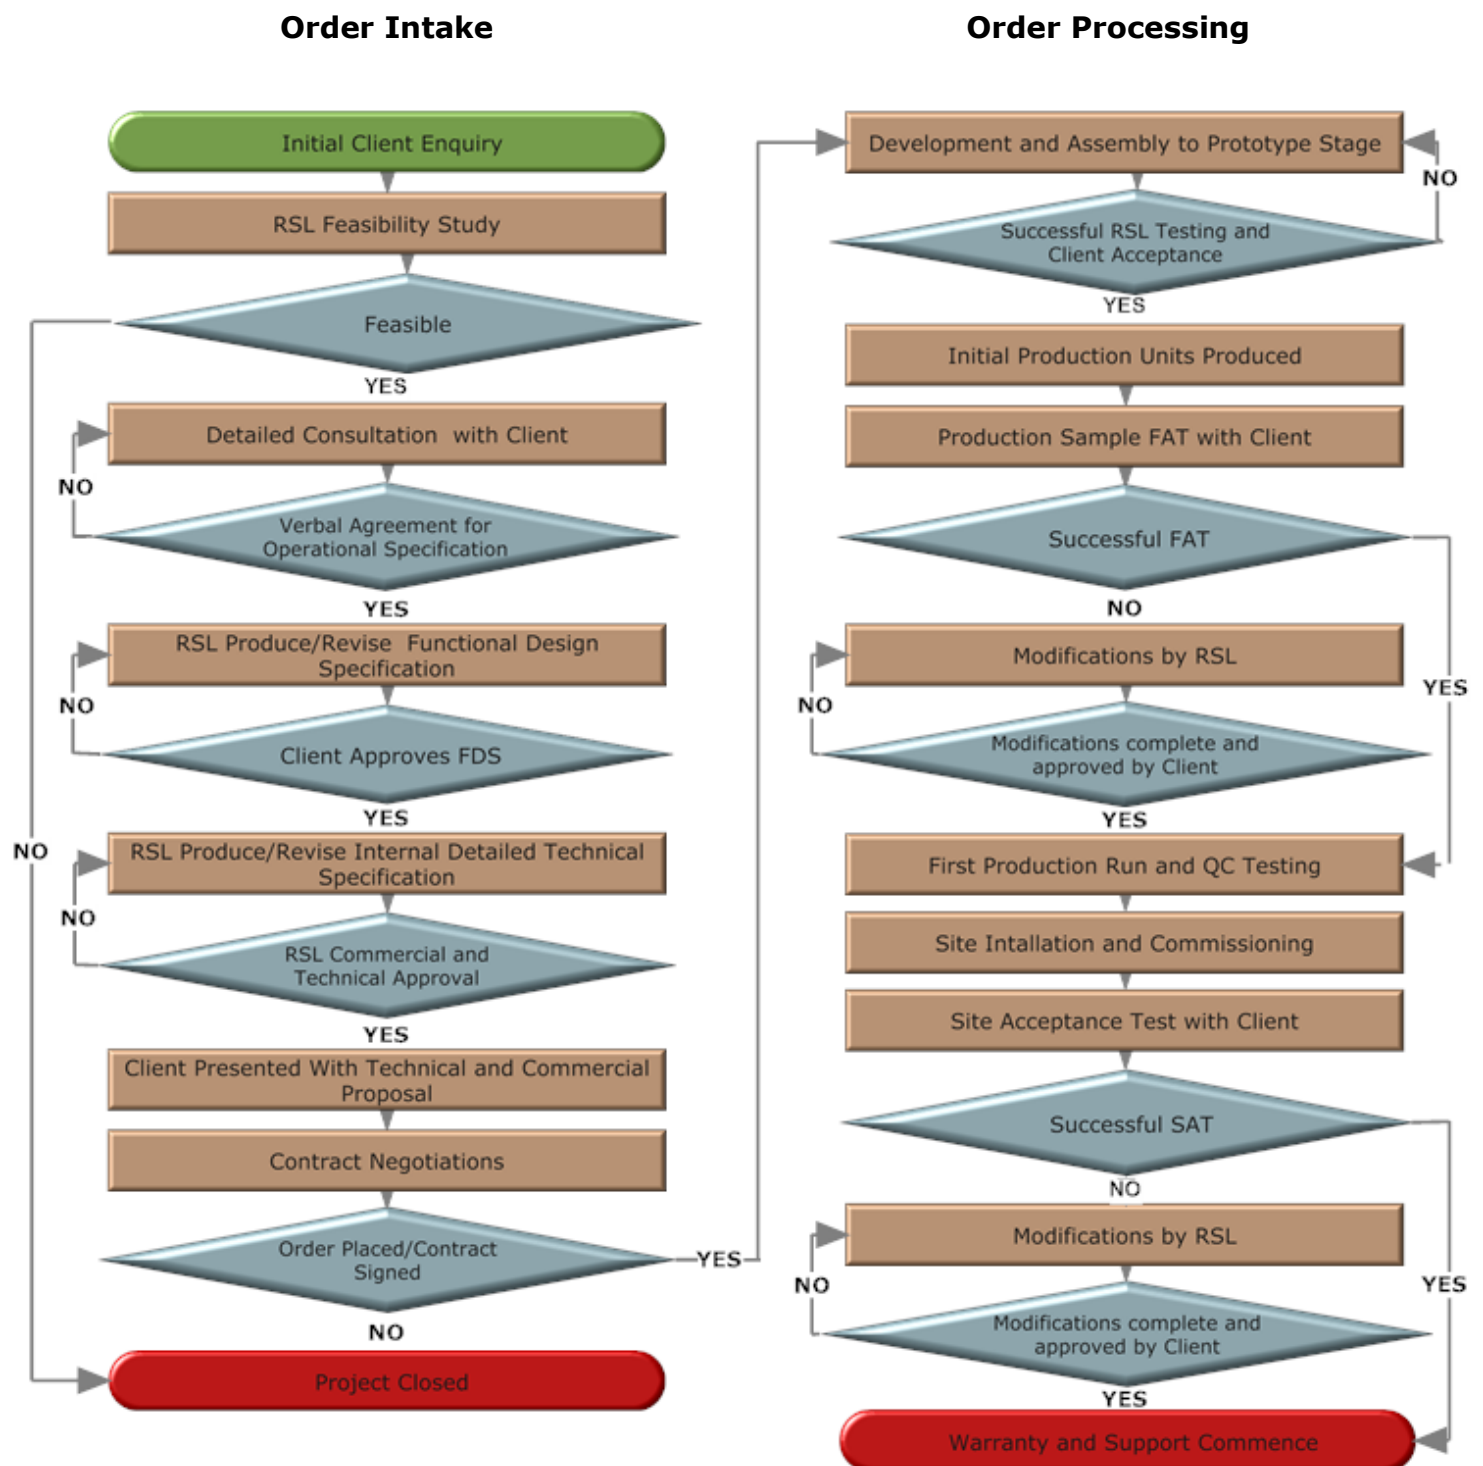 Order Intake
Initial Client Enquiry
RSL Feasibility Study
Feasible
YES
Detailed Consultation with Client
NO
Verbal Agreement for
Operational Specification
YES
RSL Produce/Revise Functional Design
Specification
NO
Client Approves FDS
YES
NO
RSL Produce/Revise Internal Detailed Technical
Specification
NO
RSL Commercial and
Technical Approval
YES
Client Presented With Technical and Commercial
Proposal
Contract Negotiations
Order Placed/Contract
Signed
YES
NO
Project Closed
Order Processing
Development and Assembly to Prototype Stage
NO
Successful RSL Testing and
Client Acceptance
YES
Initial Production Units Produced
Production Sample FAT with Client
Successful FAT
NO
Modifications by RSL
YES
NO
Modifications complete and
approved by Client
YES
First Production Run and QC Testing
Site Intallation and Commissioning
Site Acceptance Test with Client
Successful SAT
NO
Modifications by RSL
NO
YES
Modifications complete and
approved by Client
YES
Warranty and Support Commence